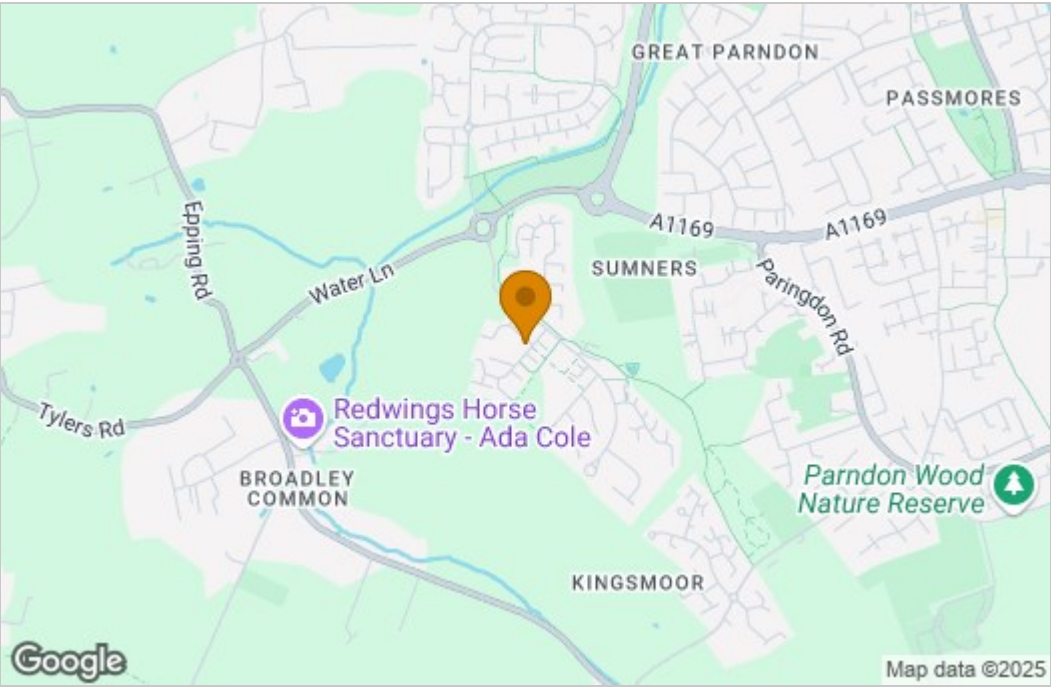 GREAT PARNDON
PASSMORES
A1169
A1169
Epping Rd
Water Ln
SUMNERS
Paringdon Rd
Tylers Rd
Redwings Horse
Sanctuary - Ada Cole
BROADLEY
COMMON
Parndon Wood
Nature Reserve
KINGSMOOR
Google
Map data ©2025